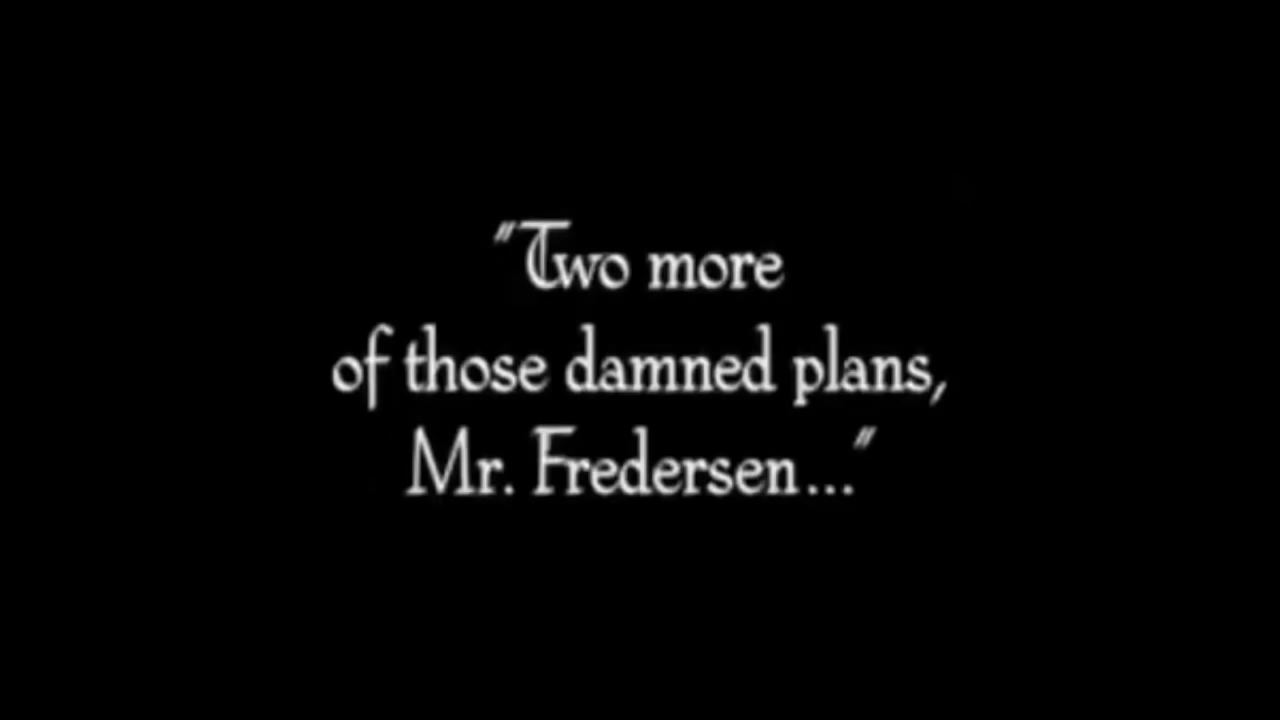 "Two more
of those damned plans,
Mr. Fredersen..."